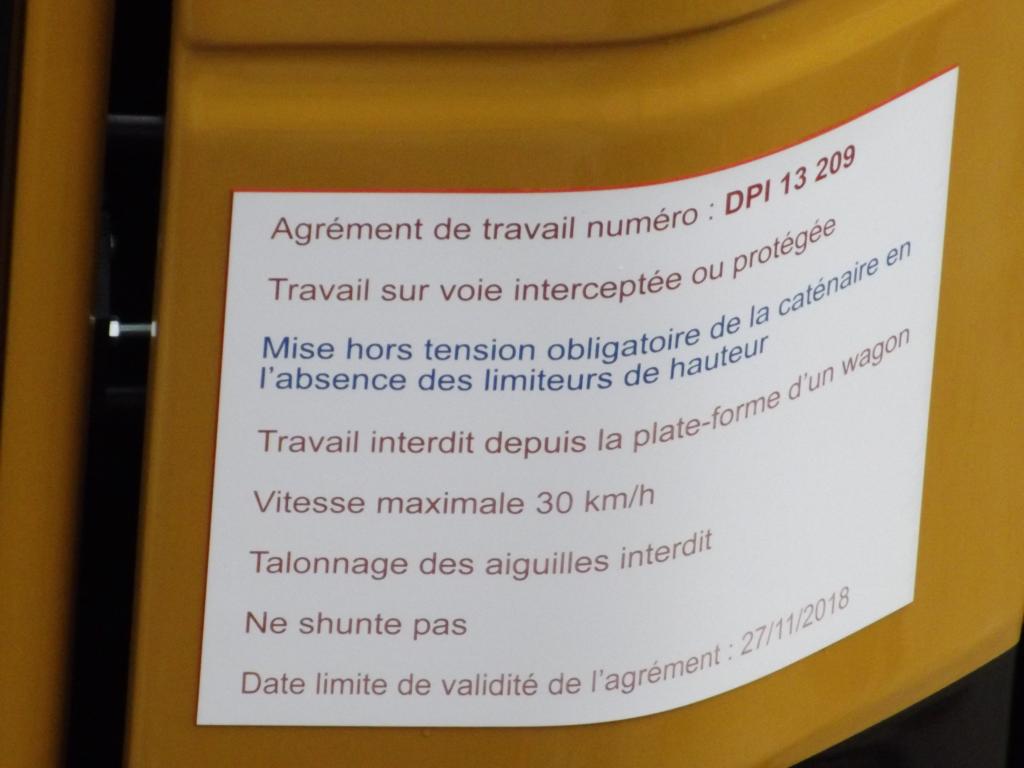 Agrément de travail numéro : DPI 13 209
Travail sur voie interceptée ou protégée
Mise hors tension obligatoire de la caténaire en
l'absence des limiteurs de hauteur
Travail interdit depuis la plate-forme d'un wagon
Vitesse maximale 30 km/h
Talonnage des aiguilles interdit
Ne shunte pas
Date limite de validité de l'agrément : 27/11/2018